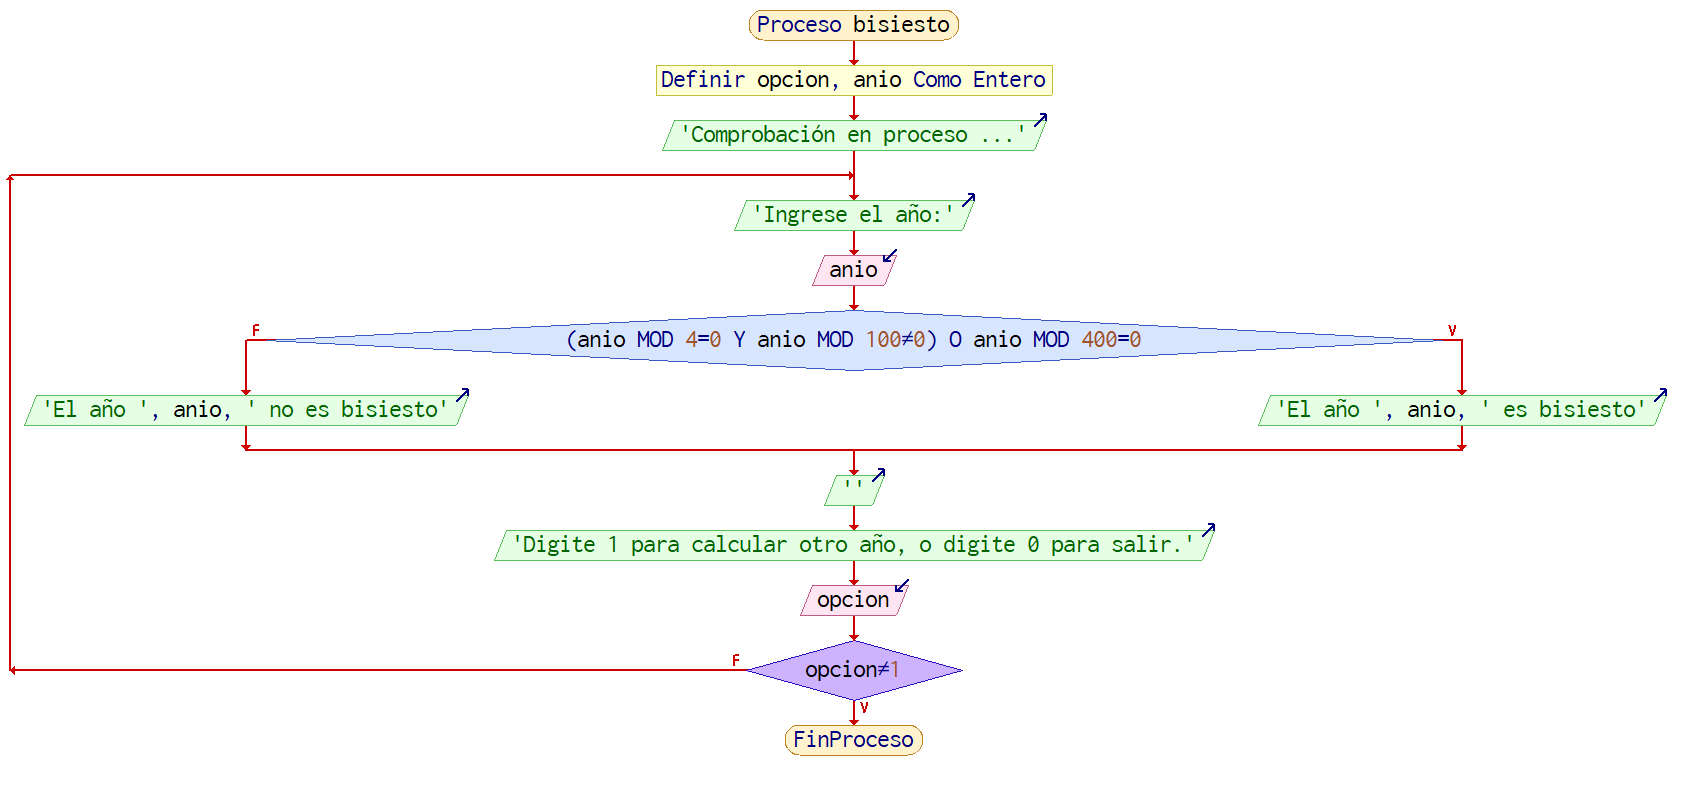 Proceso bisiesto
Definir opcion, anio Como Entero
'Comprobación en proceso ...'
'Ingrese el año:'
anio
F
(anio MOD 4=0 Y anio MOD 100≠0) O anio MOD 400=0
V
'El año ', anio, ' no es bisiesto'
'El año ', anio, ' es bisiesto'
''
'Digite 1 para calcular otro año, o digite 0 para salir.'
opcion
F
opcion≠1
V
FinProceso